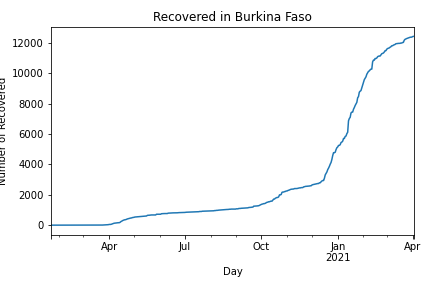 Recovered in Burkina Faso
Number of Recovered
12000
10000
8000
6000
4000
2000
0
Apr
Jul
Oct
Jan
2021
Apr
Day